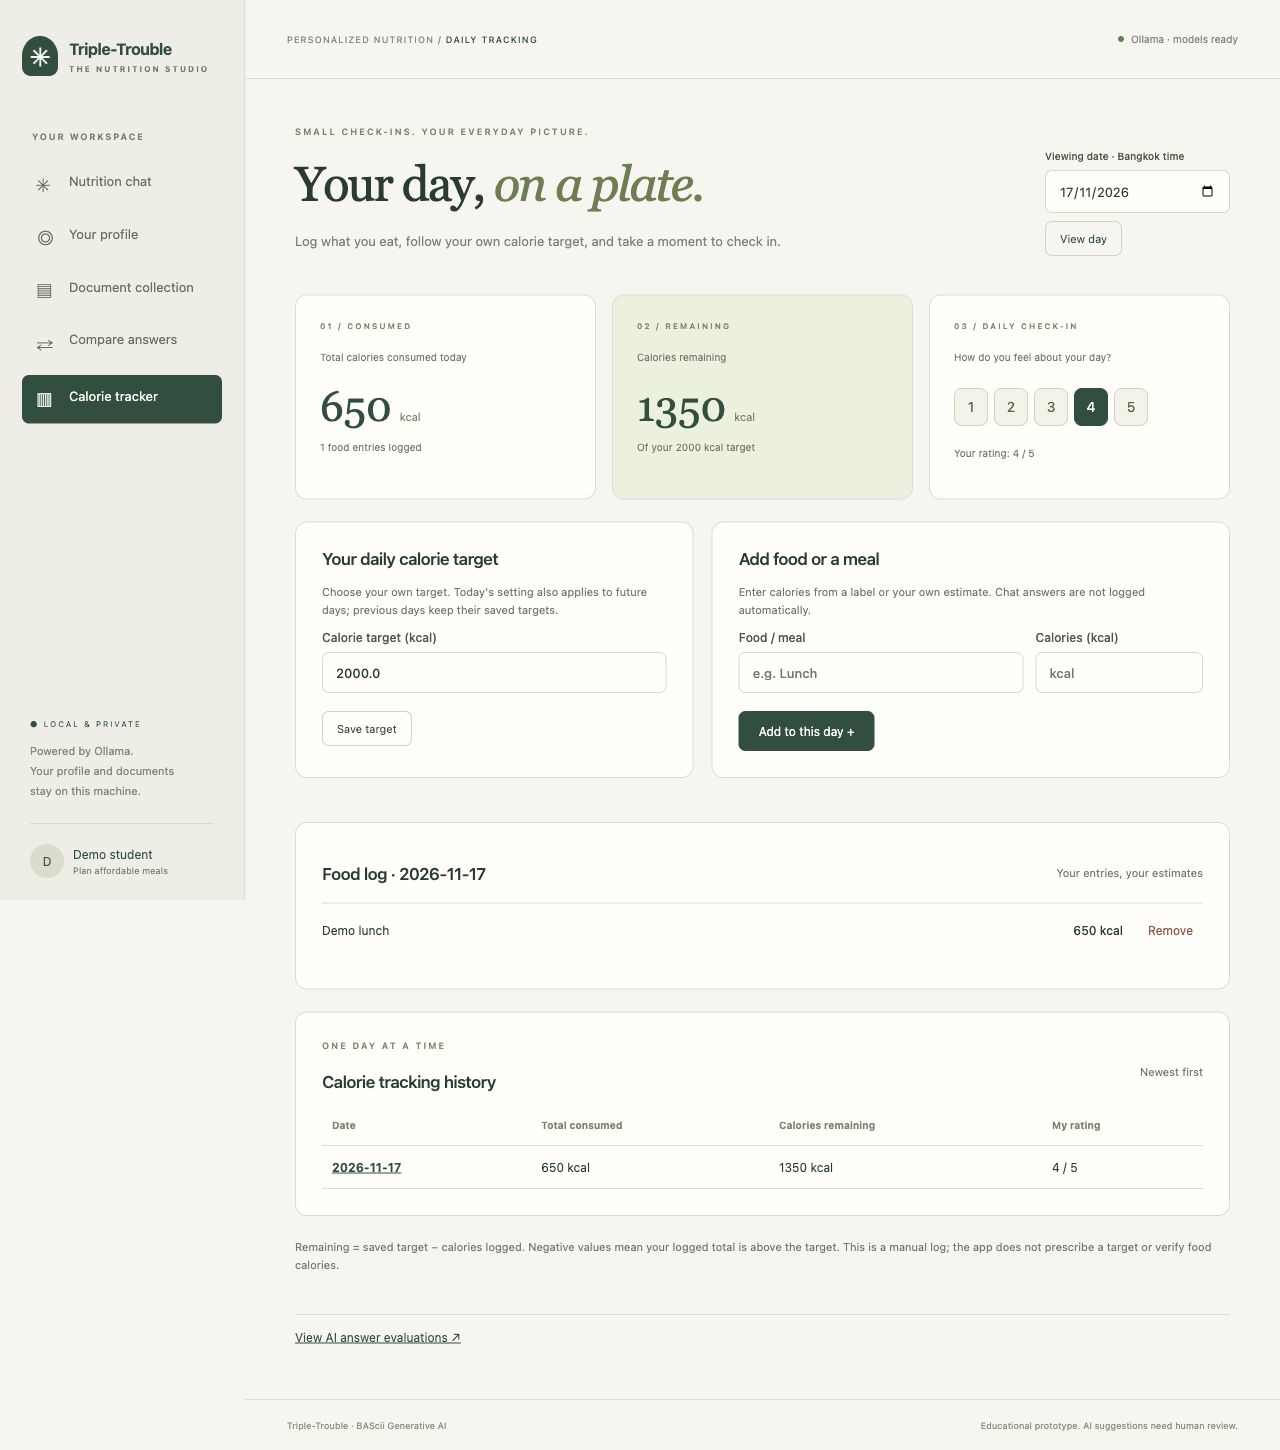 Triple-Trouble
THE NUTRITION STUDIO
YOUR WORKSPACE
Nutrition chat
Your profile
Document collection
Compare answers
Calorie tracker
LOCAL & PRIVATE
Powered by Ollama.
Your profile and documents
stay on this machine.
D
Demo student
Plan affordable meals
PERSONALIZED NUTRITION / DAILY TRACKING
Ollama · models ready
SMALL CHECK-INS. YOUR EVERYDAY PICTURE.
Your day, on a plate.
Log what you eat, follow your own calorie target, and take a moment to check in.
Viewing date · Bangkok time
17/11/2026
View day
01 / CONSUMED
Total calories consumed today
650 kcal
1 food entries logged
02 / REMAINING
Calories remaining
1350 kcal
Of your 2000 kcal target
03 / DAILY CHECK-IN
How do you feel about your day?
1 2 3 4 5
Your rating: 4 / 5
Your daily calorie target
Choose your own target. Today's setting also applies to future
days; previous days keep their saved targets.
Calorie target (kcal)
2000.0
Save target
Add food or a meal
Enter calories from a label or your own estimate. Chat answers are not logged
automatically.
Food / meal
e.g. Lunch
Calories (kcal)
kcal
Add to this day +
Food log · 2026-11-17
Your entries, your estimates
Demo lunch 650 kcal Remove
ONE DAY AT A TIME
Calorie tracking history
Newest first
Date Total consumed Calories remaining My rating
2026-11-17 650 kcal 1350 kcal 4 / 5
Remaining = saved target − calories logged. Negative values mean your logged total is above the target. This is a manual log; the app does not prescribe a target or verify food
calories.
View AI answer evaluations ↗
Triple-Trouble · BAScii Generative AI
Educational prototype. AI suggestions need human review.